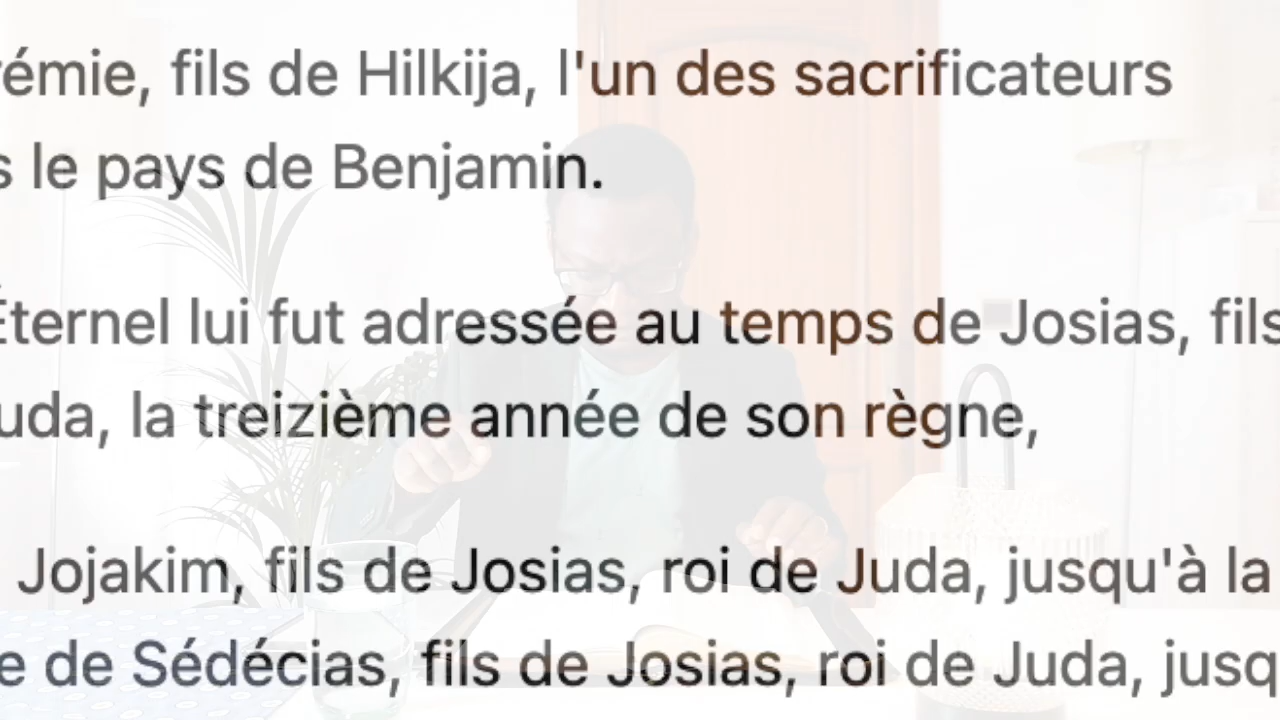 rémie, fils de Hilkija, l'un des sacrificateurs
s le pays de Benjamin.
Éternel lui fut adressée au temps de Josias, fils
uda, la treizième année de son règne,
Jojakim, fils de Josias, roi de Juda, jusqu'à la
e de Sédécias, fils de Josias, roi de Juda, jusq